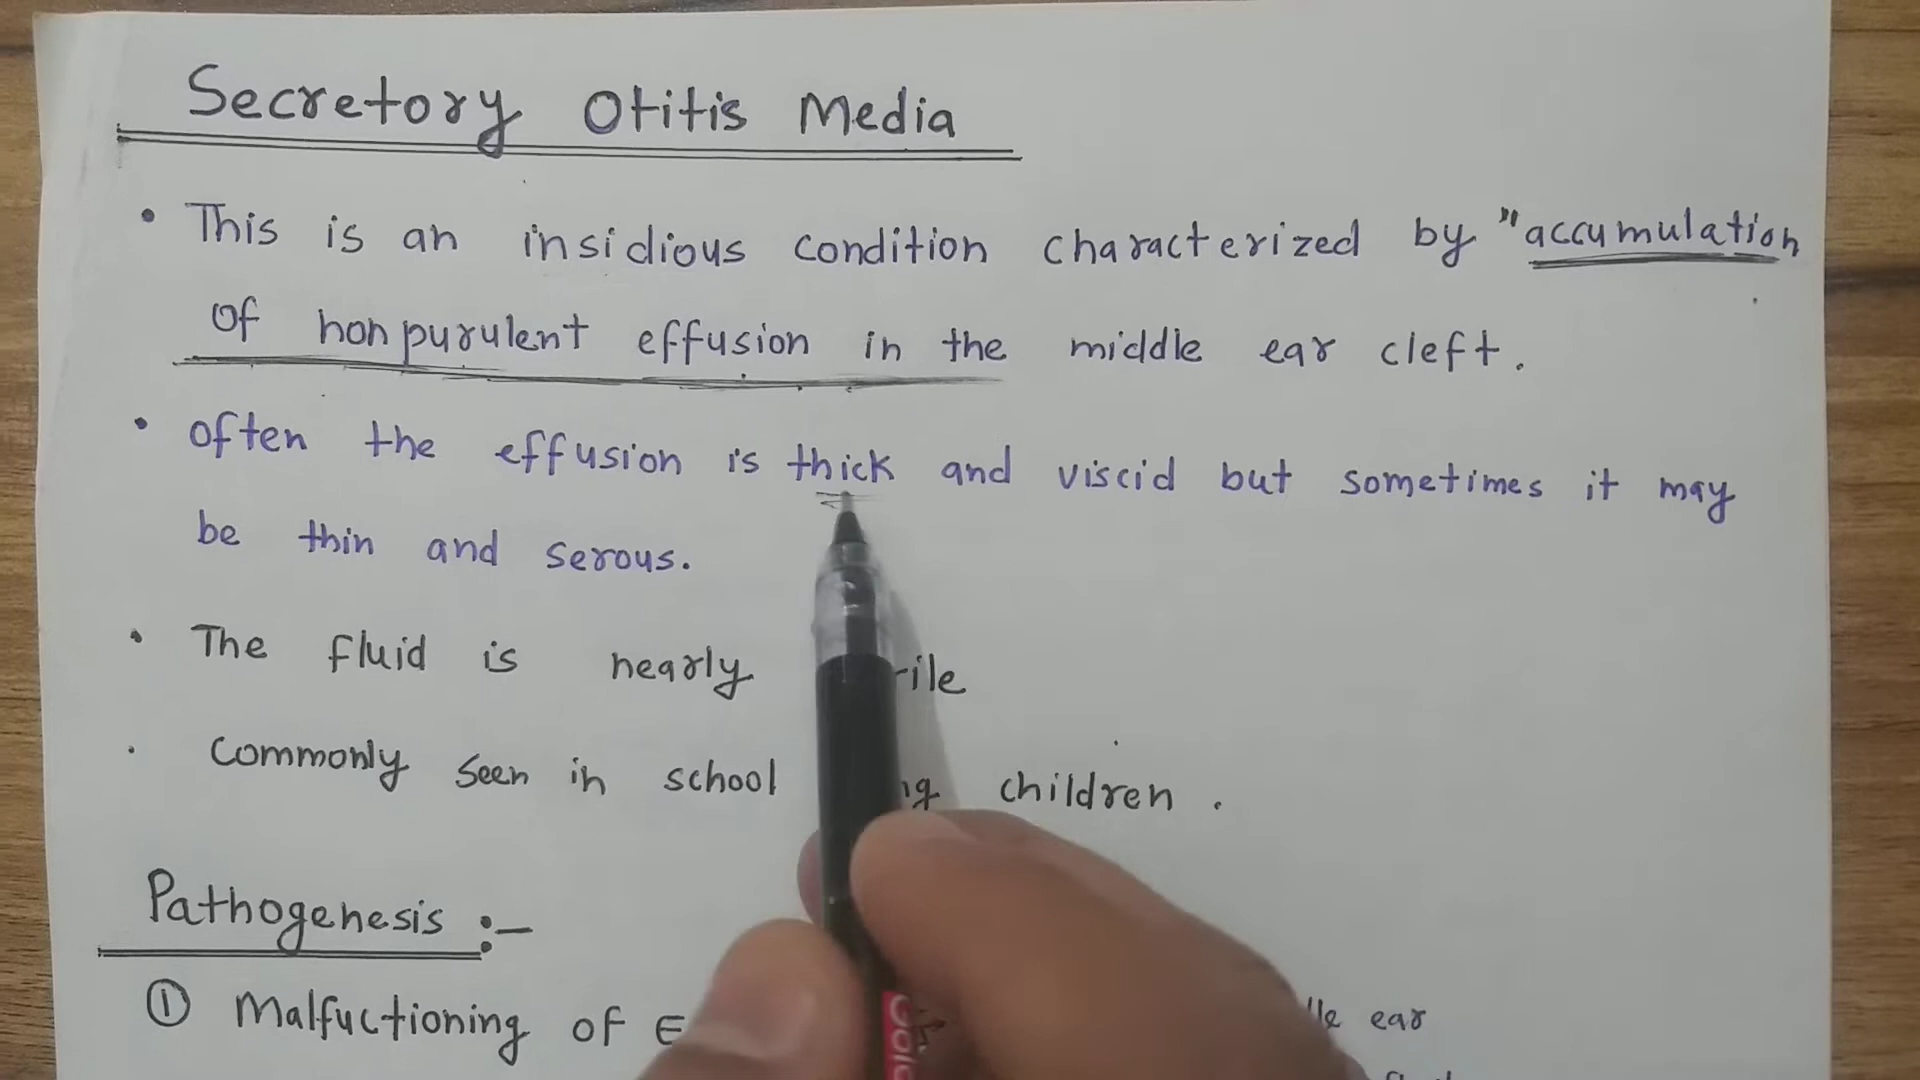 Secretory Otitis Media
• This is an insidious condition characterized by "accumulation
of nonpurulent effusion in the middle ear cleft.
• often the effusion is thick and viscid but sometimes it may
be thin and serous.
• The fluid is nearly
• Commonly seen in school children.
Pathogenesis :-
① Malfuctioning of ear